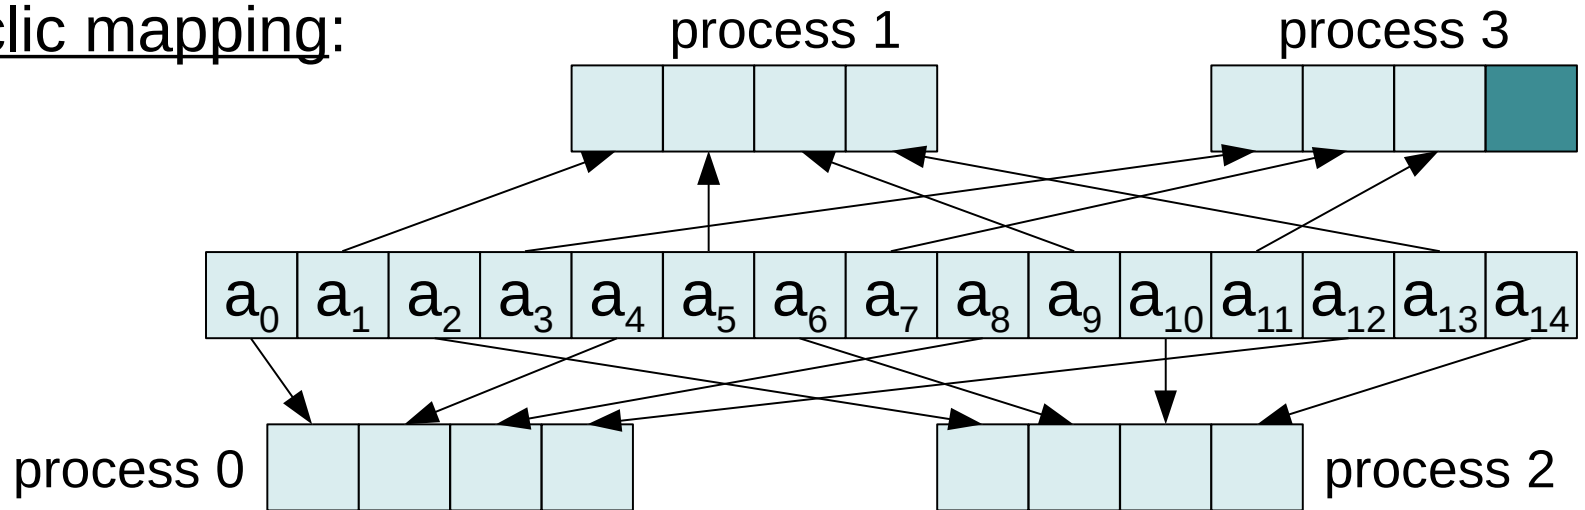 clic mapping:
process 1
process 3
a₀ a₁ a₂ a₃ a₄ a₅ a₆ a₇ a₈ a₉ a₁₀ a₁₁ a₁₂ a₁₃ a₁₄
process 0
process 2